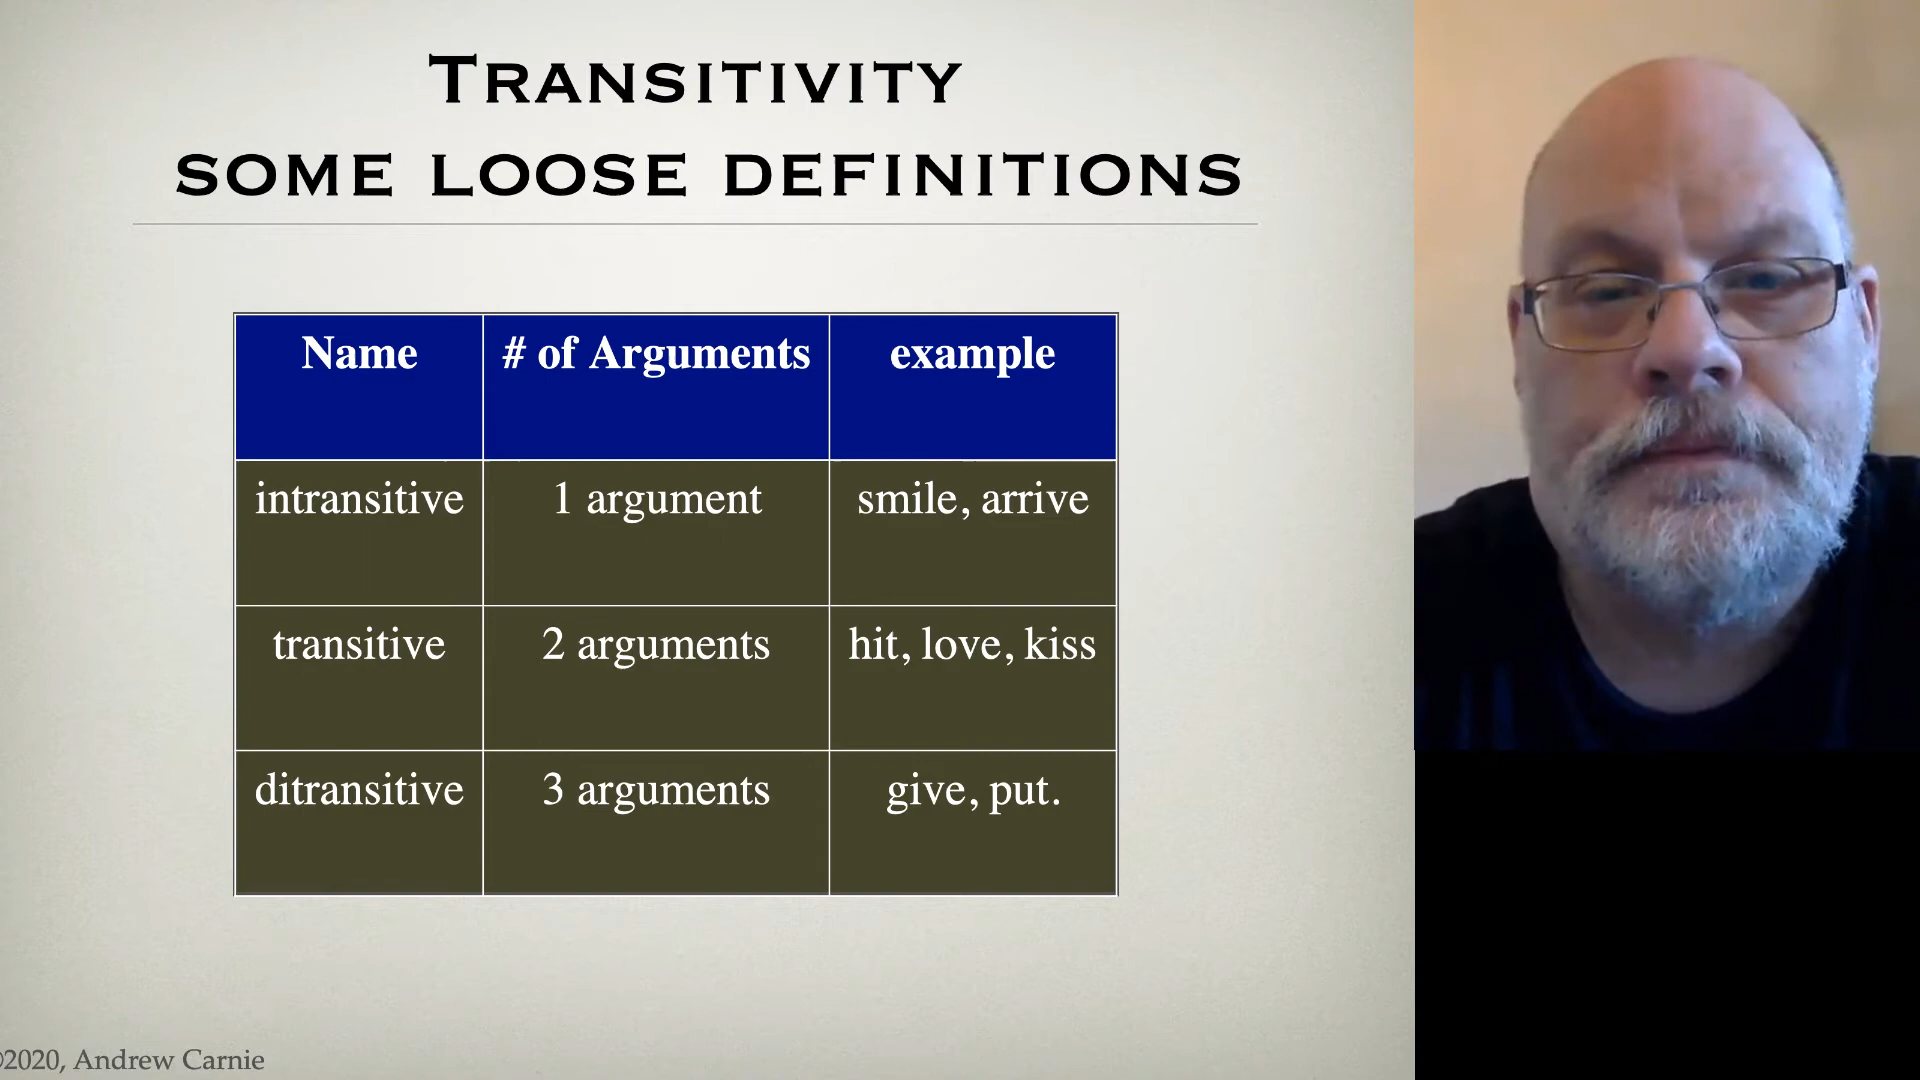 TRANSITIVITY
SOME LOOSE DEFINITIONS
Name # of Arguments example
intransitive 1 argument smile, arrive
transitive 2 arguments hit, love, kiss
ditransitive 3 arguments give, put.
©2020, Andrew Carnie